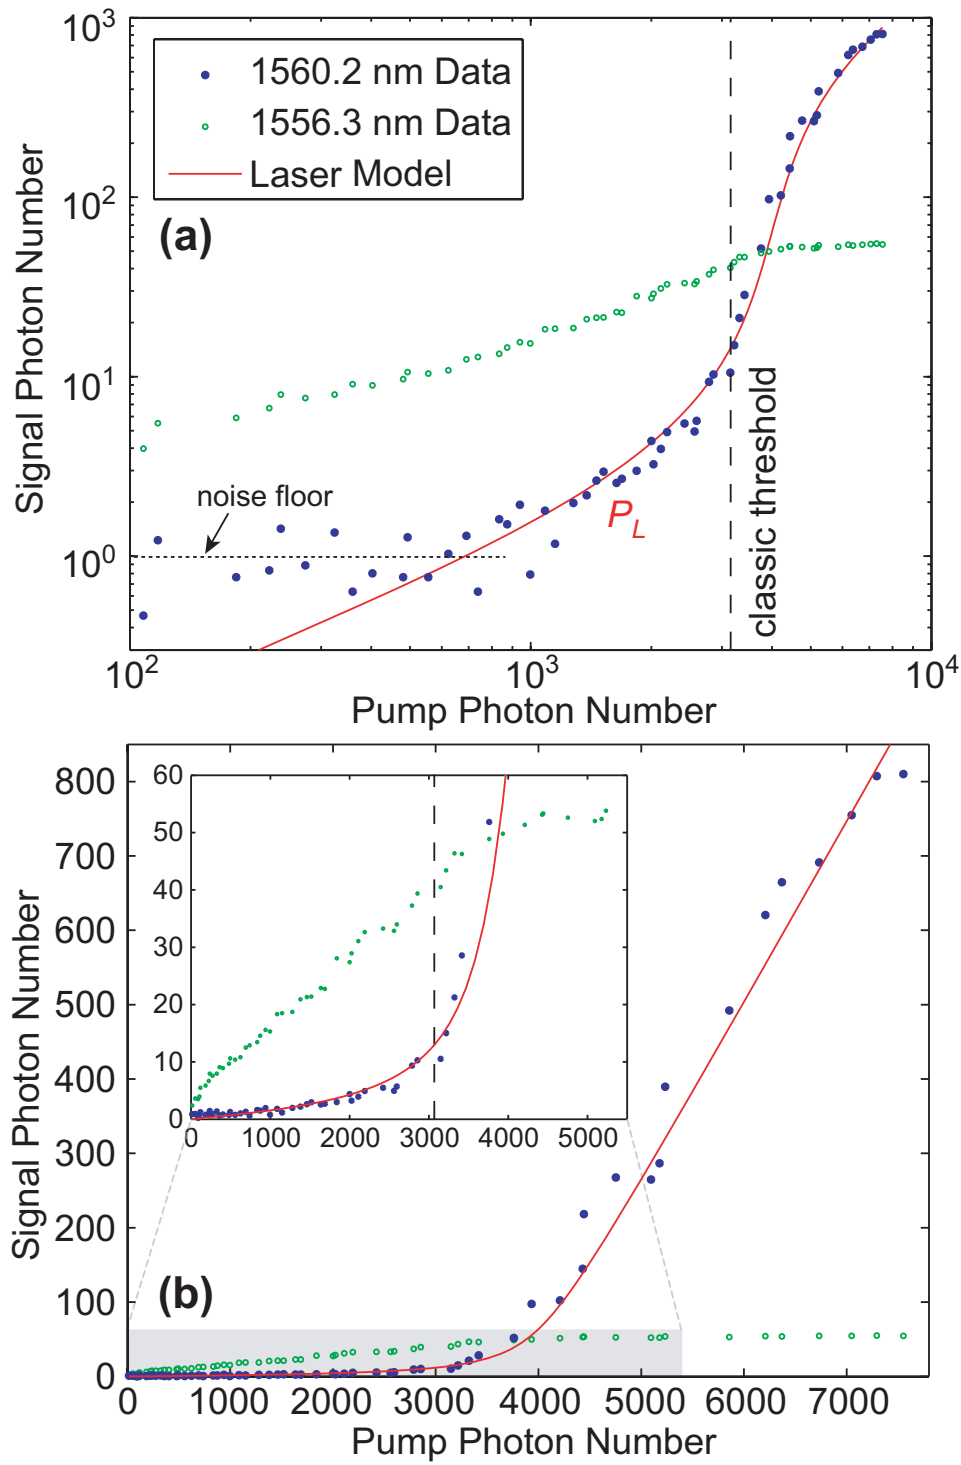 10³
1560.2 nm Data
1556.3 nm Data
Laser Model
(a)
10²
Signal Photon Number
10¹
noise floor
P_L
classic threshold
10⁰
10² 10³ 10⁴
Pump Photon Number
800
700
600
500
400
300
200
100
0
Signal Photon Number
60
50
40
30
20
10
0
0 1000 2000 3000 4000 5000
(b)
0 1000 2000 3000 4000 5000 6000 7000
Pump Photon Number